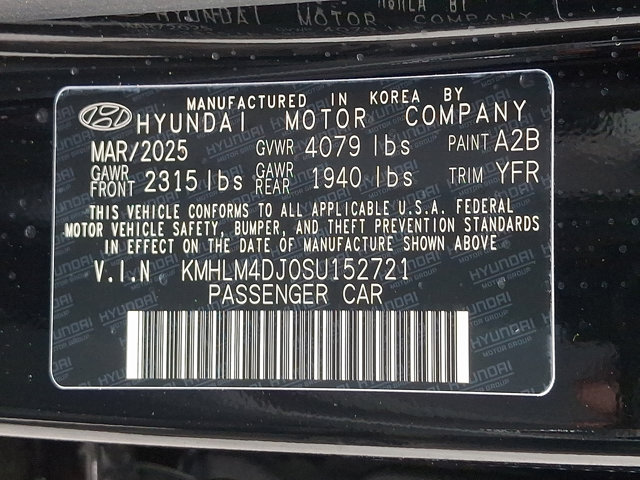 MANUFACTURED IN KOREA BY
HYUNDAI MOTOR COMPANY
MAR/2025 GVWR 4079 lbs PAINT A2B
GAWR FRONT 2315 lbs GAWR REAR 1940 lbs TRIM YFR
THIS VEHICLE CONFORMS TO ALL APPLICABLE U.S.A. FEDERAL
MOTOR VEHICLE SAFETY, BUMPER, AND THEFT PREVENTION STANDARDS
IN EFFECT ON THE DATE OF MANUFACTURE SHOWN ABOVE
V.I.N KMHLM4DJ0SU152721
PASSENGER CAR